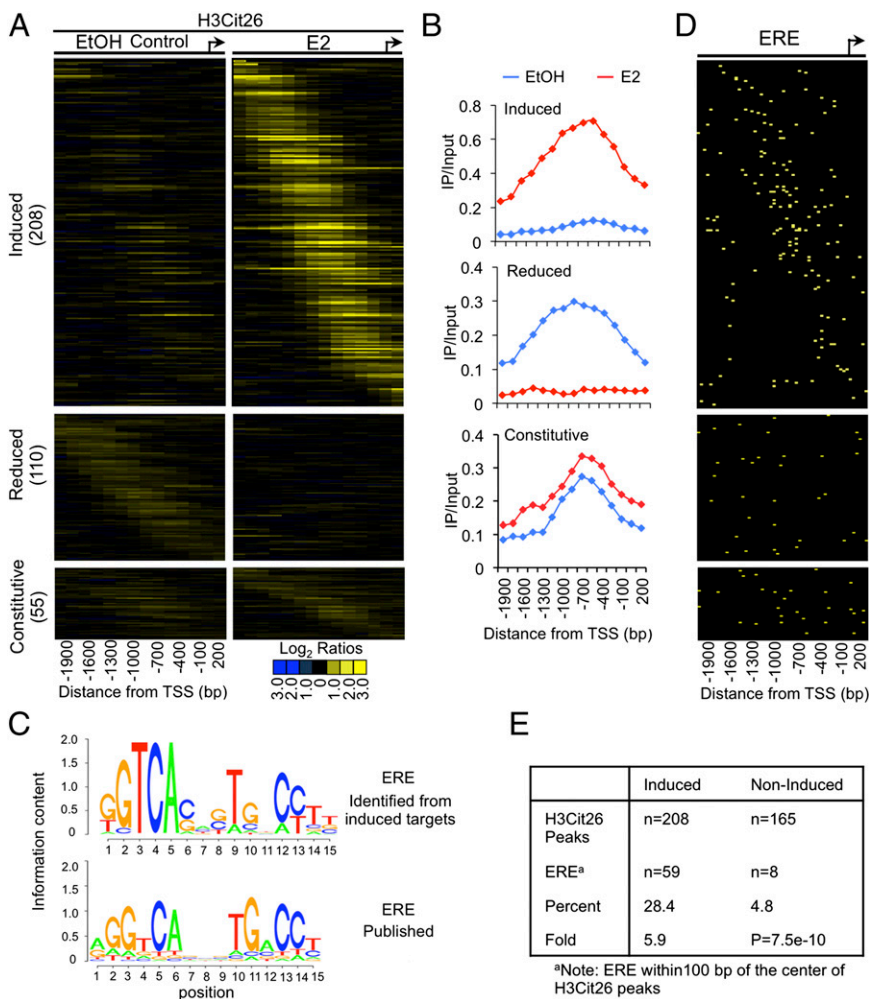 A
H3Cit26
EtOH Control
E2
Induced
(208)
Reduced
(110)
Constitutive
(55)
-1900
-1600
-1300
-1000
-700
-400
-100
200
-1900
-1600
-1300
-1000
-700
-400
-100
200
Distance from TSS (bp)
Log2 Ratios
3.0
2.0
1.0
0
1.0
2.0
3.0
B
EtOH
E2
Induced
IP/Input
0.8
0.6
0.4
0.2
0
Reduced
IP/Input
0.4
0.3
0.2
0.1
0
Constitutive
IP/Input
0.4
0.3
0.2
0.1
0
-1900
-1600
-1300
-1000
-700
-400
-100
200
Distance from TSS (bp)
D
ERE
-1900
-1600
-1300
-1000
-700
-400
-100
200
Distance from TSS (bp)
C
Information content
2.0
1.5
1.0
0.5
0.0
1 2 3 4 5 6 7 8 9 10 11 12 13 14 15
ERE
Identified from
induced targets
2.0
1.5
1.0
0.5
0.0
1 2 3 4 5 6 7 8 9 10 11 12 13 14 15
position
ERE
Published
E
Induced Non-Induced
H3Cit26 Peaks n=208 n=165
EREa n=59 n=8
Percent 28.4 4.8
Fold 5.9 P=7.5e-10
aNote: ERE within100 bp of the center of
H3Cit26 peaks